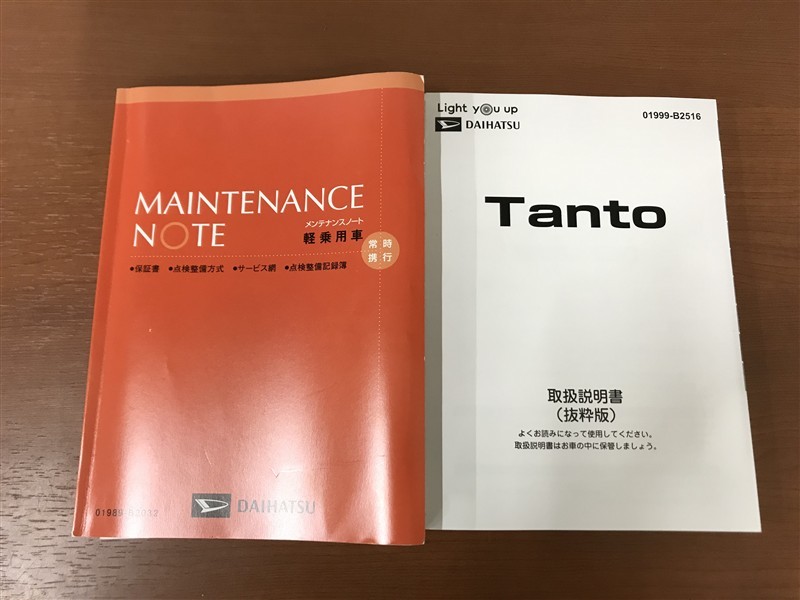 MAINTENANCE
NOTE
メンテナンスノート
軽乗用車
常時
携行
●保証書 ●点検整備方式 ●サービス網 ●点検整備記録簿
DAIHATSU
Light you up
DAIHATSU
01999-B2516
Tanto
取扱説明書
(抜粋版)
よくお読みになって使用してください。
取扱説明書はお車の中に保管しましょう。